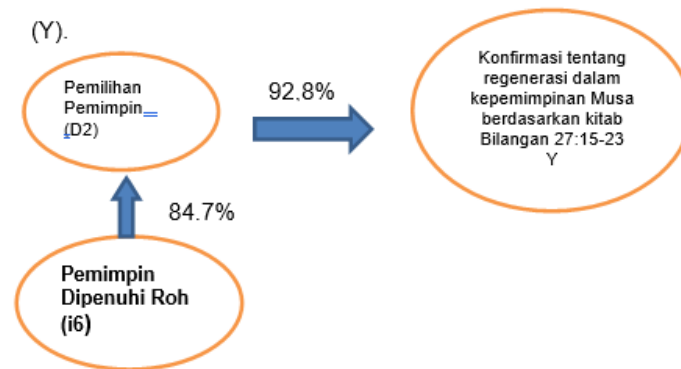 (Y).
Pemilihan
Pemimpin
(D2)
92,8%
Konfirmasi tentang
regenerasi dalam
kepemimpinan Musa
berdasarkan kitab
Bilangan 27:15-23
Y
84.7%
Pemimpin
Dipenuhi Roh
(i6)